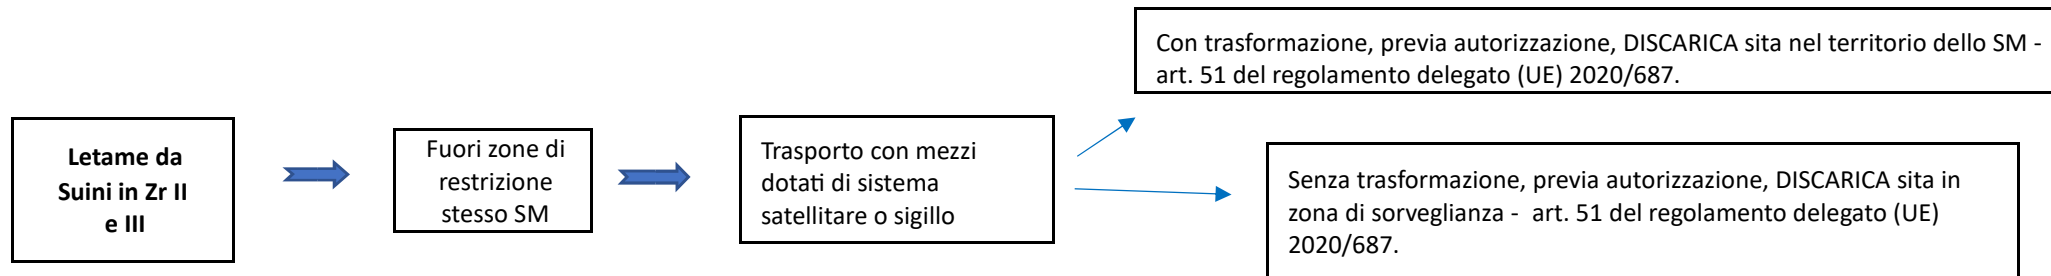 Con trasformazione, previa autorizzazione, DISCARICA sita nel territorio dello SM -
art. 51 del regolamento delegato (UE) 2020/687.
Letame da
Suini in Zr II
e III
Fuori zone di
restrizione
stesso SM
Trasporto con mezzi
dotati di sistema
satellitare o sigillo
Senza trasformazione, previa autorizzazione, DISCARICA sita in
zona di sorveglianza - art. 51 del regolamento delegato (UE)
2020/687.